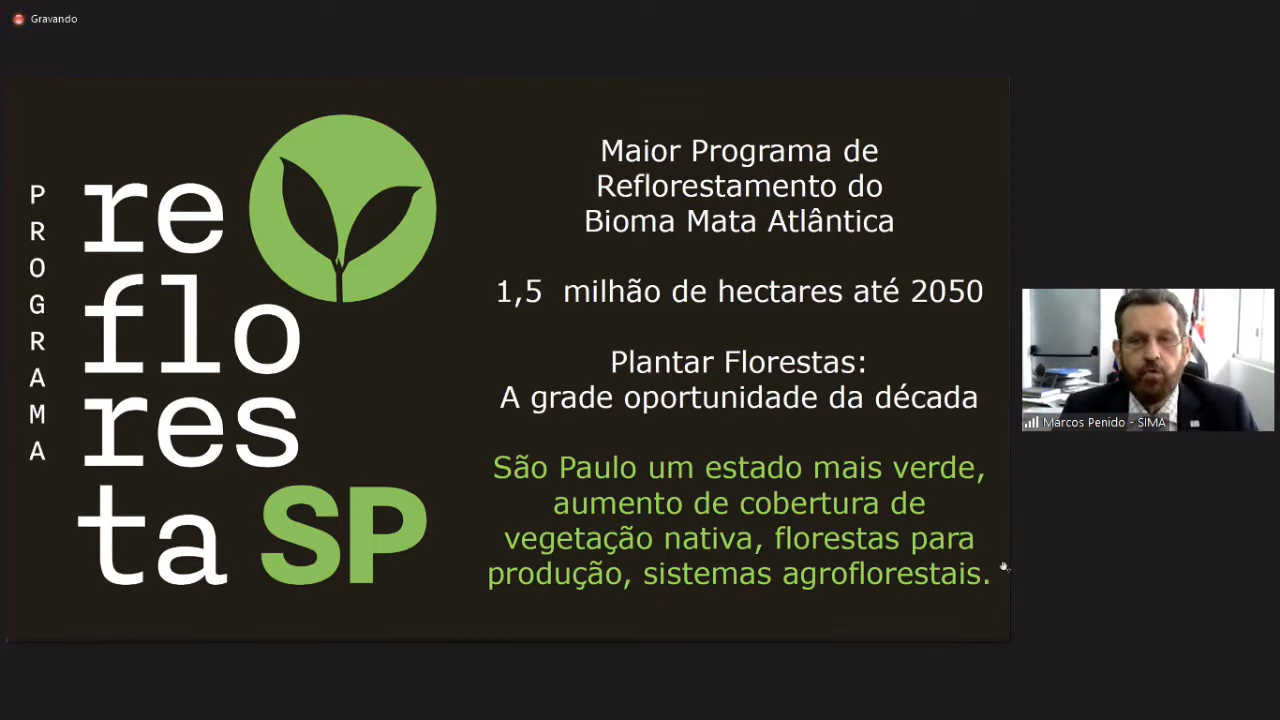 Gravando
PROGRAMA
re
flo
res
ta SP
Maior Programa de
Reflorestamento do
Bioma Mata Atlântica
1,5 milhão de hectares até 2050
Plantar Florestas:
A grade oportunidade da década
São Paulo um estado mais verde,
aumento de cobertura de
vegetação nativa, florestas para
produção, sistemas agroflorestais.
Marcos Penido - SIMA